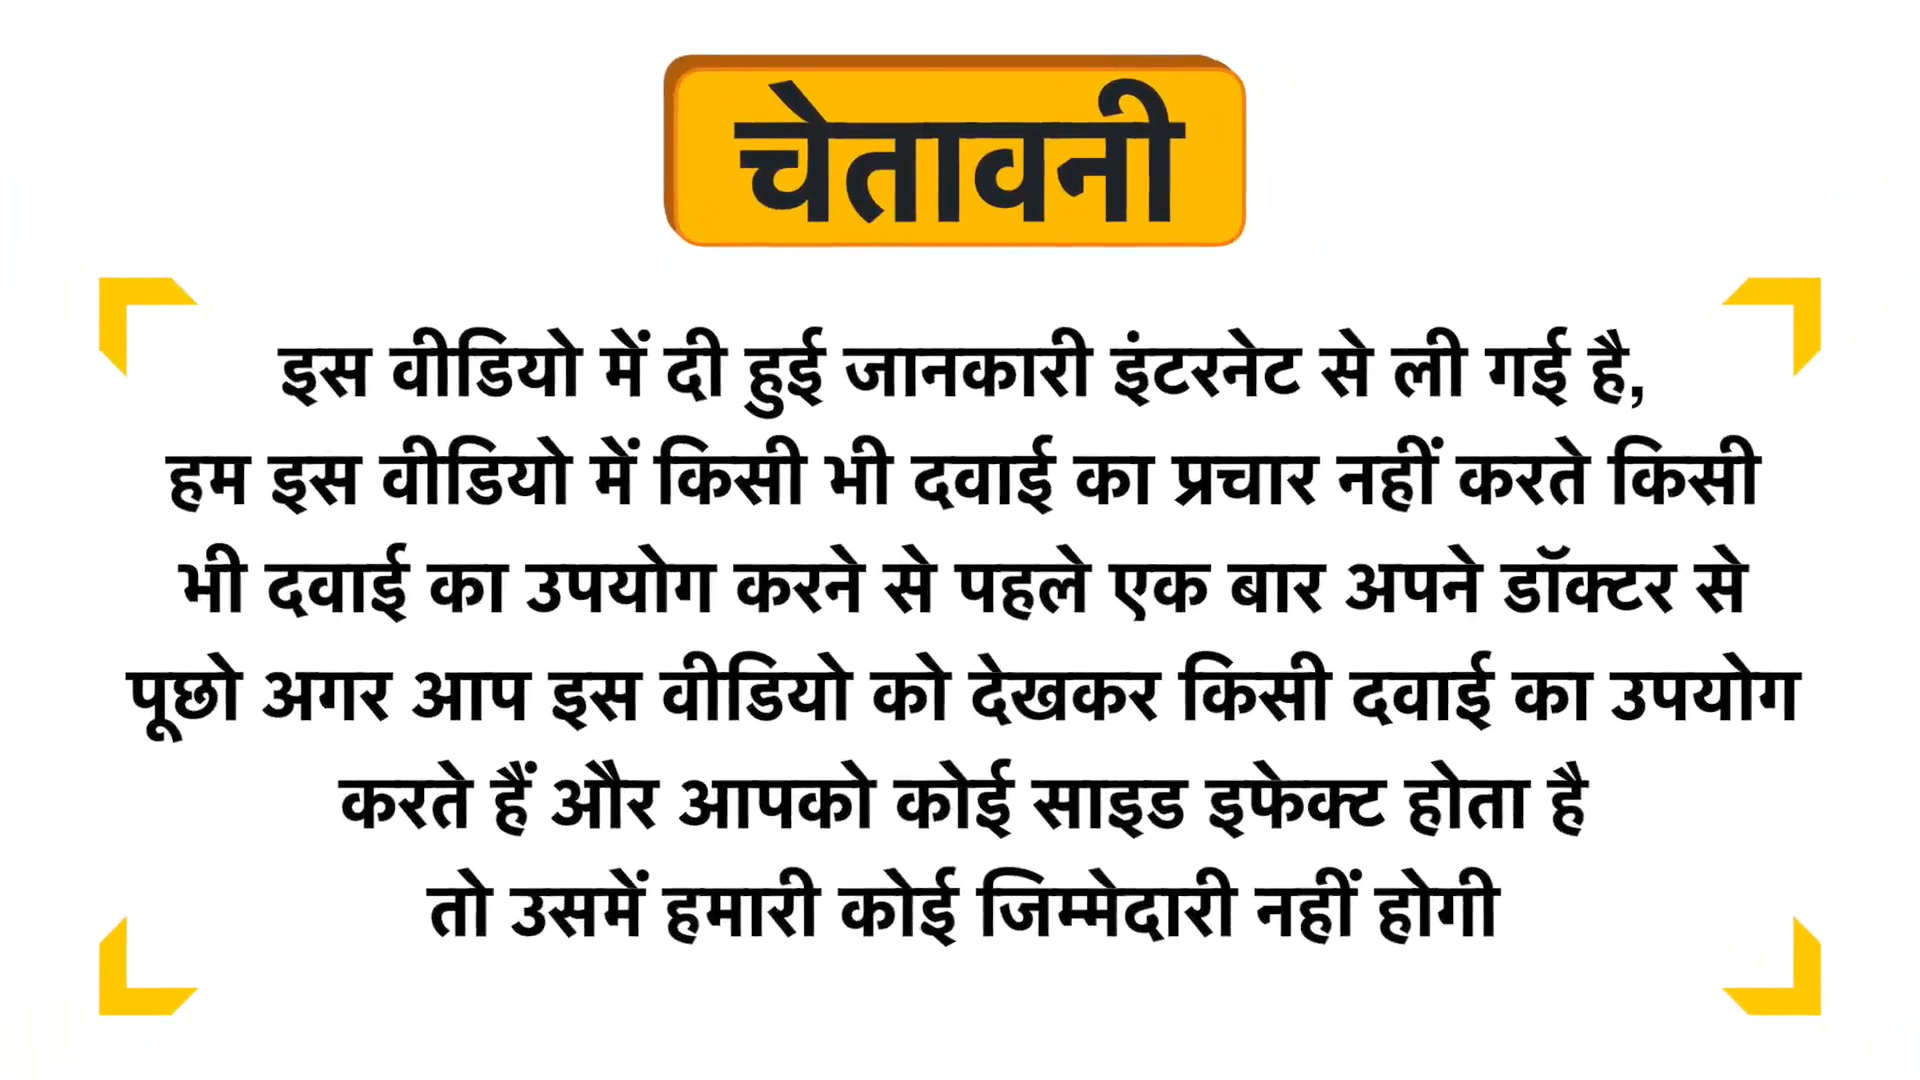 चेतावनी
इस वीडियो में दी हुई जानकारी इंटरनेट से ली गई है,
हम इस वीडियो में किसी भी दवाई का प्रचार नहीं करते किसी
भी दवाई का उपयोग करने से पहले एक बार अपने डॉक्टर से
पूछो अगर आप इस वीडियो को देखकर किसी दवाई का उपयोग
करते हैं और आपको कोई साइड इफेक्ट होता है
तो उसमें हमारी कोई जिम्मेदारी नहीं होगी